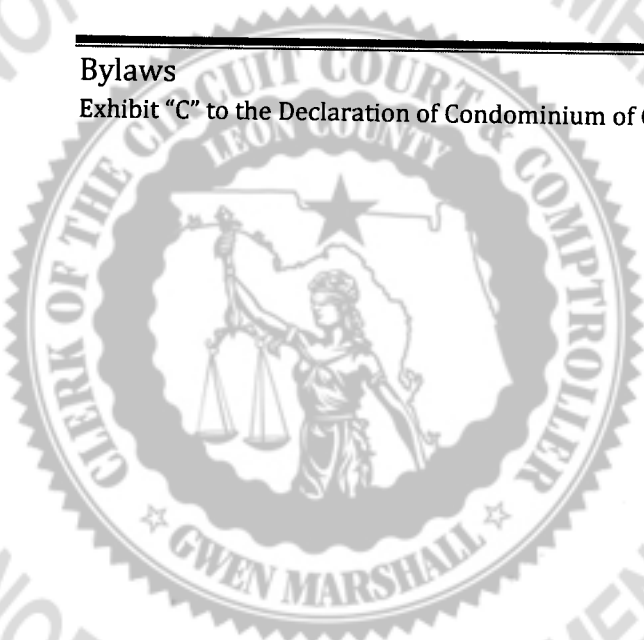 Bylaws
Exhibit “C” to the Declaration of Condominium of
CLERK OF THE CIRCUIT COURT & COMPTROLLER
LEON COUNTY
GWEN MARSHALL